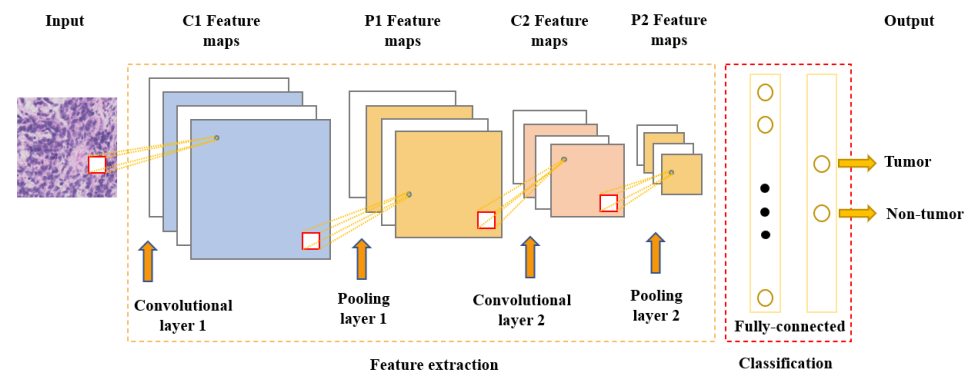 Input
C1 Feature
maps
P1 Feature
maps
C2 Feature
maps
P2 Feature
maps
Output
Tumor
Non-tumor
Convolutional
layer 1
Pooling
layer 1
Convolutional
layer 2
Pooling
layer 2
Fully-connected
Feature extraction
Classification